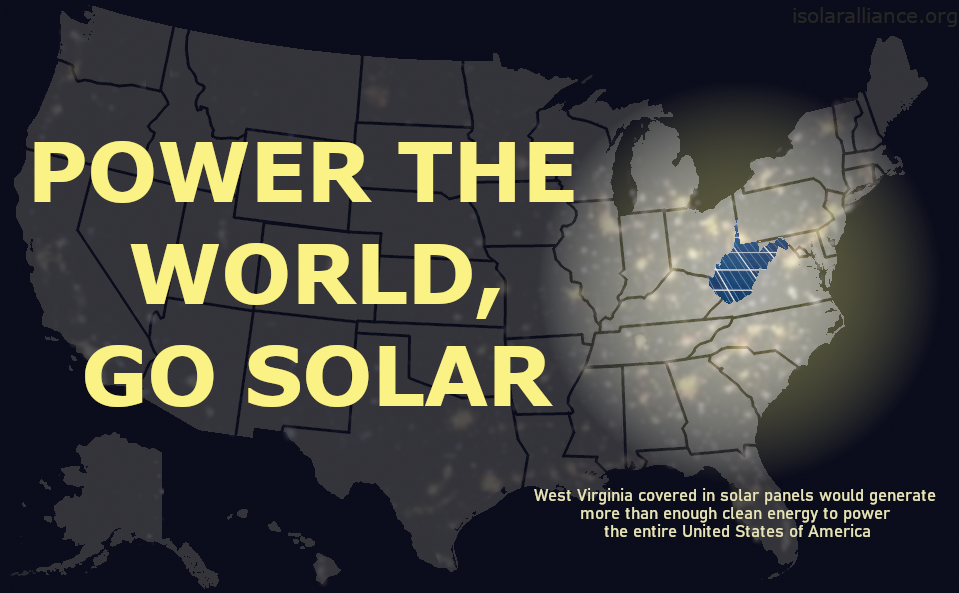 isolaralliance.org
POWER THE
WORLD,
GO SOLAR
West Virginia covered in solar panels would generate
more than enough clean energy to power
the entire United States of America